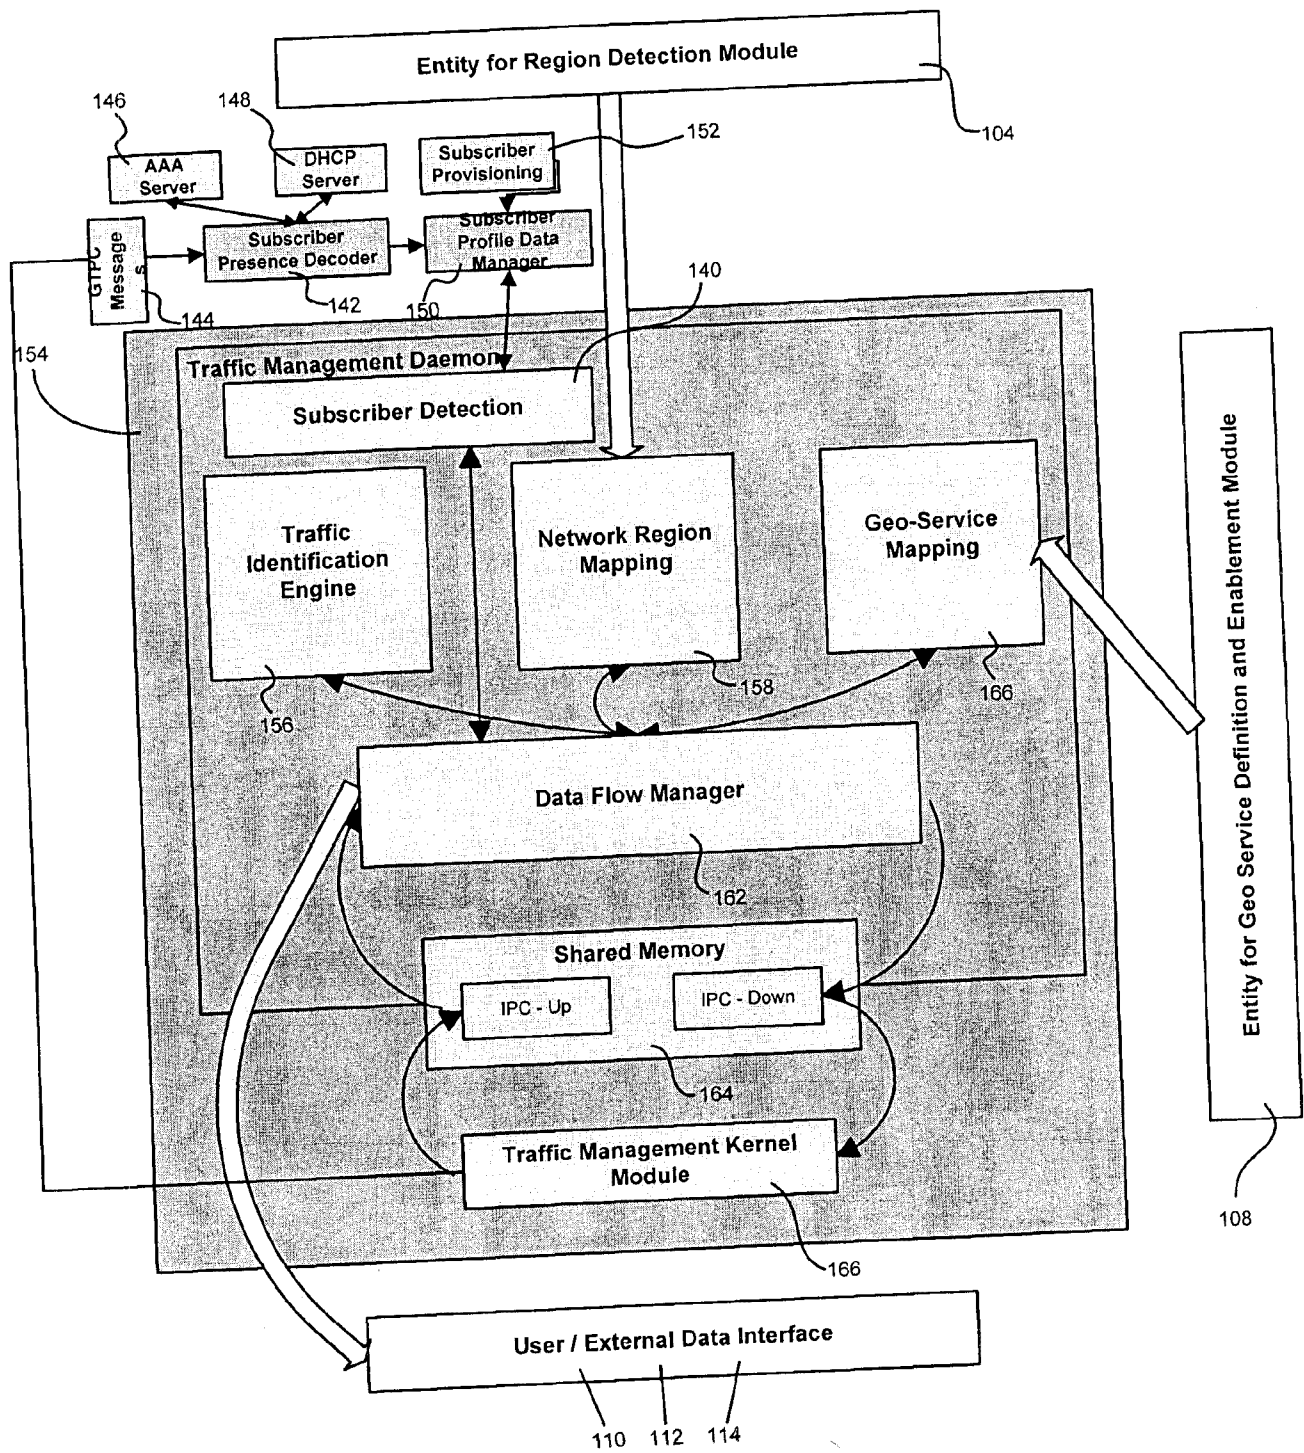 Entity for Region Detection Module
104
146
148
152
AAA
Server
DHCP
Server
Subscriber
Provisioning
GTPC
Message
s
144
Subscriber
Presence Decoder
142
Subscriber
Profile Data
Manager
150
140
154
Traffic Management Daemon
Subscriber Detection
Traffic
Identification
Engine
156
Network Region
Mapping
158
Geo-Service
Mapping
166
Entity for Geo Service Definition and Enablement Module
108
Data Flow Manager
162
Shared Memory
IPC - Up
IPC - Down
164
Traffic Management Kernel
Module
166
User / External Data Interface
110
112
114